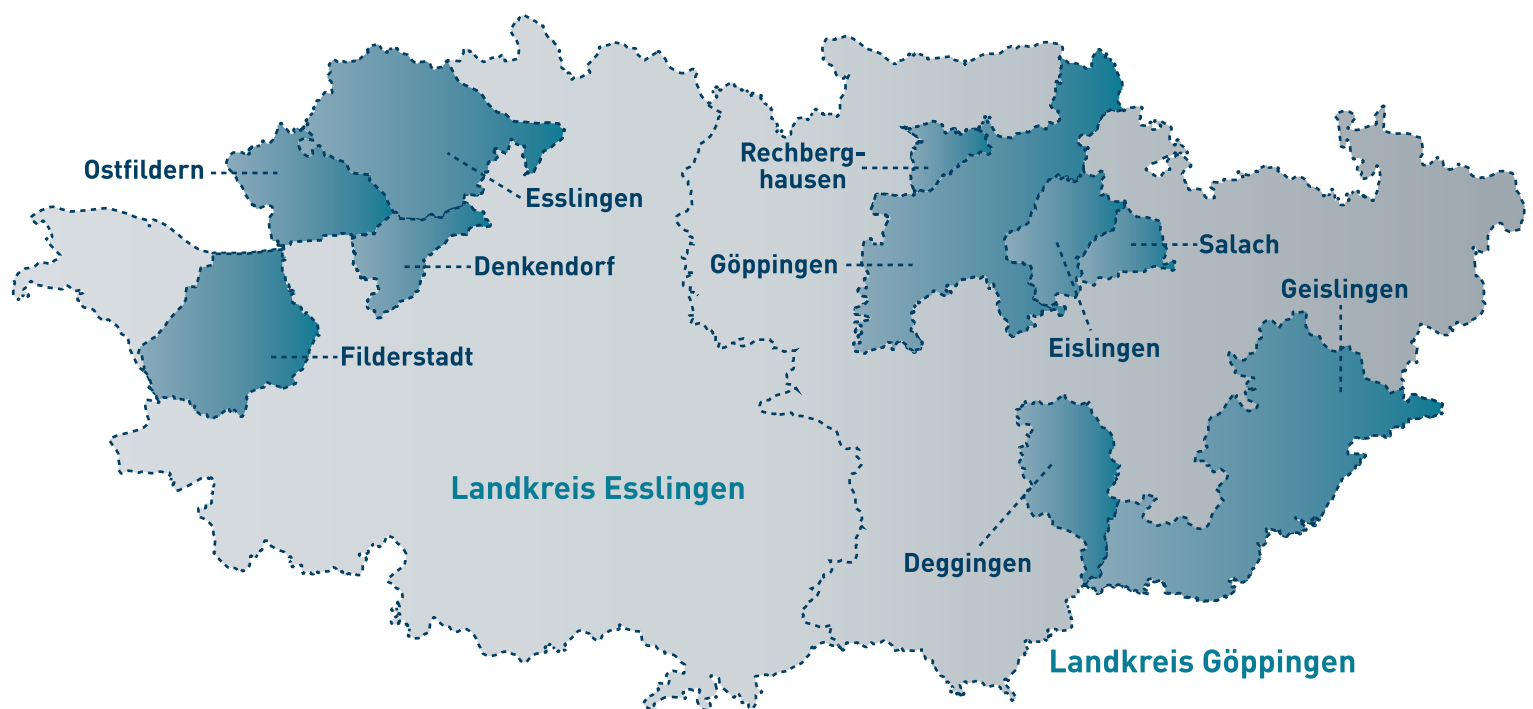 Ostfildern
Esslingen
Denkendorf
Filderstadt
Landkreis Esslingen
Rechberg-
hausen
Göppingen
Salach
Geislingen
Eislingen
Deggingen
Landkreis Göppingen